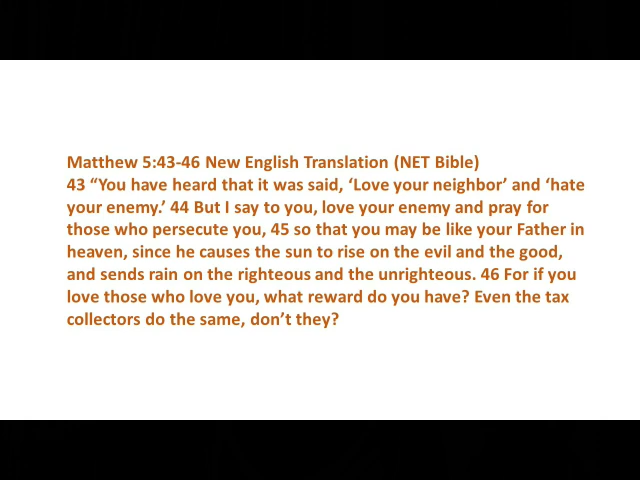 Matthew 5:43-46 New English Translation (NET Bible)
43 “You have heard that it was said, ‘Love your neighbor’ and ‘hate
your enemy.’ 44 But I say to you, love your enemy and pray for
those who persecute you, 45 so that you may be like your Father in
heaven, since he causes the sun to rise on the evil and the good,
and sends rain on the righteous and the unrighteous. 46 For if you
love those who love you, what reward do you have? Even the tax
collectors do the same, don’t they?